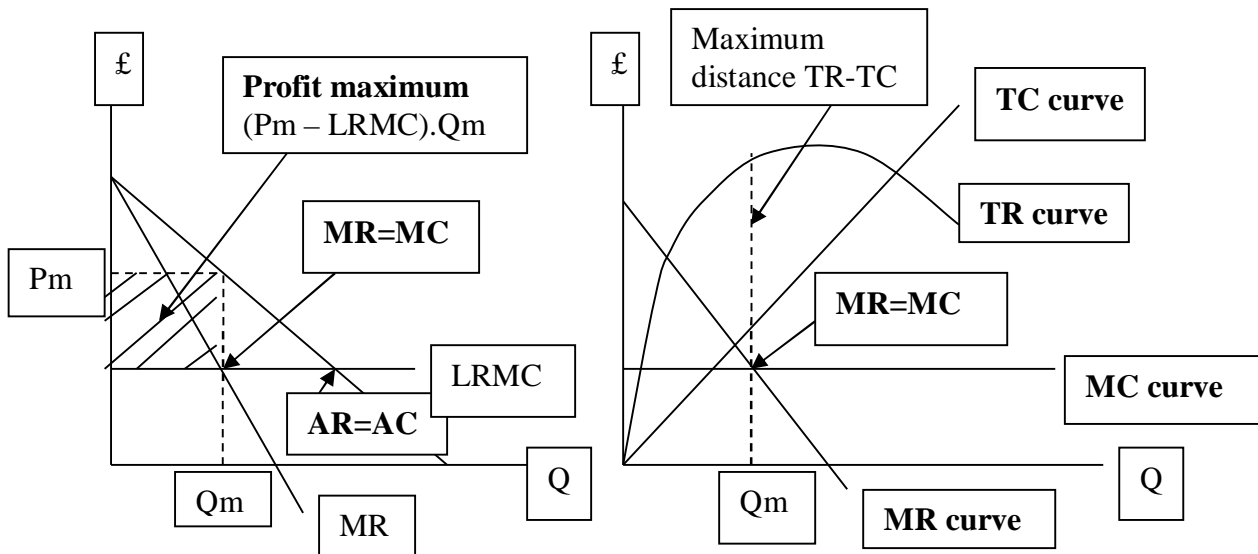 £
Profit maximum
(Pm – LRMC).Qm
MR=MC
Pm
LRMC
AR=AC
Q
Qm
MR
£
Maximum
distance TR-TC
TC curve
TR curve
MR=MC
MC curve
Qm
Q
MR curve